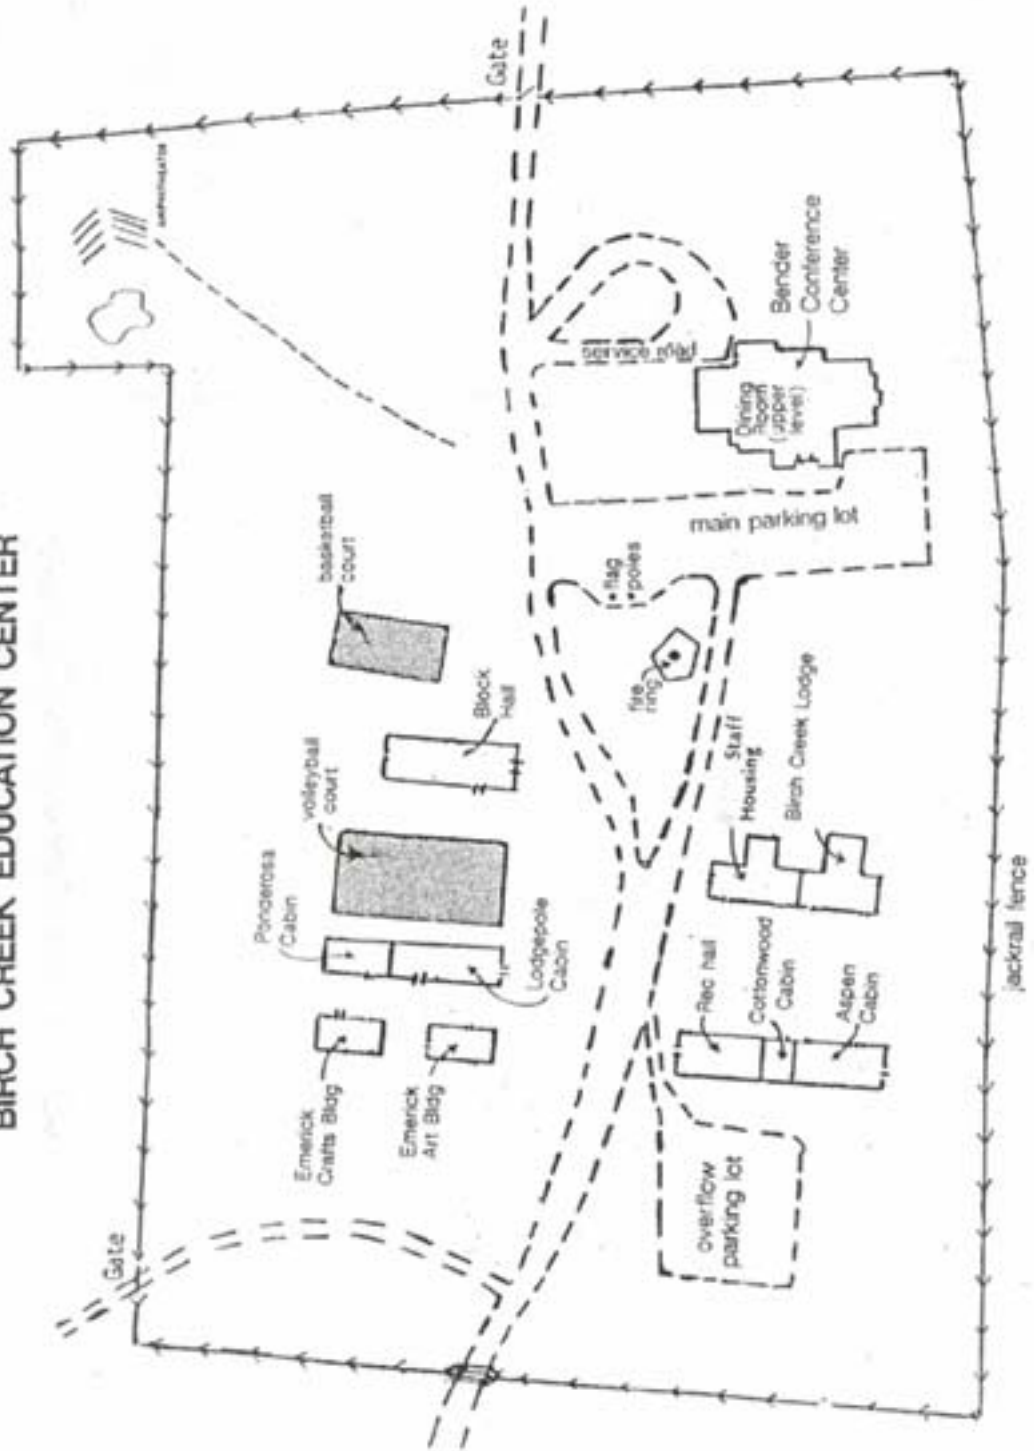 BIRCH CREEK EDUCATION CENTER
Gate
Emerick
Crafts Bldg
Emerick
Art Bldg
Ponderosa
Cabin
Lodgepole
Cabin
volleyball
court
Block
Hall
basketball
court
AMPHITHEATER
Gate
overflow
parking lot
Rec hall
Cottonwood
Cabin
Aspen
Cabin
Staff
Housing
Birch Creek Lodge
fire
ring
flag
poles
main parking lot
service road
Dining
Room
(upper
level)
Bender
Conference
Center
jackrail fence